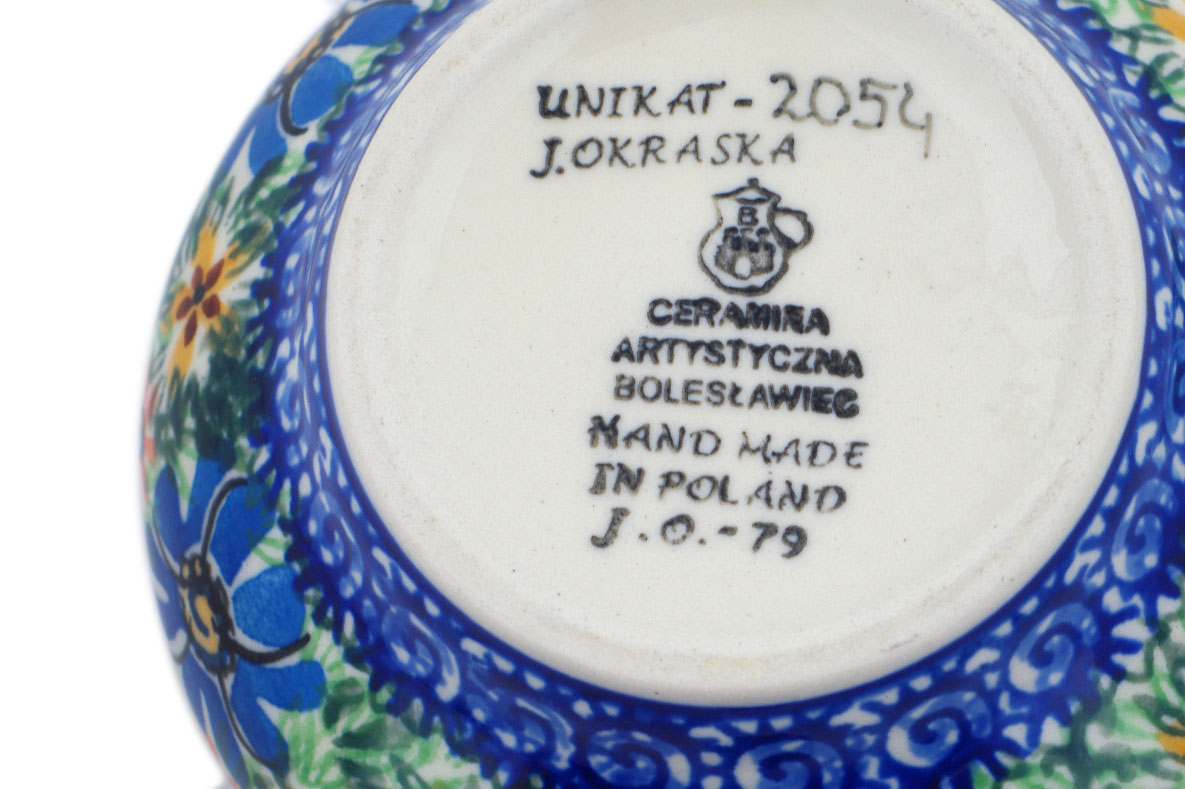 UNIKAT - 2054
J. OKRASKA
B
CERAMIKA
ARTYSTYCZNA
BOLESŁAWIEC
HAND MADE
IN POLAND
J.O.-79